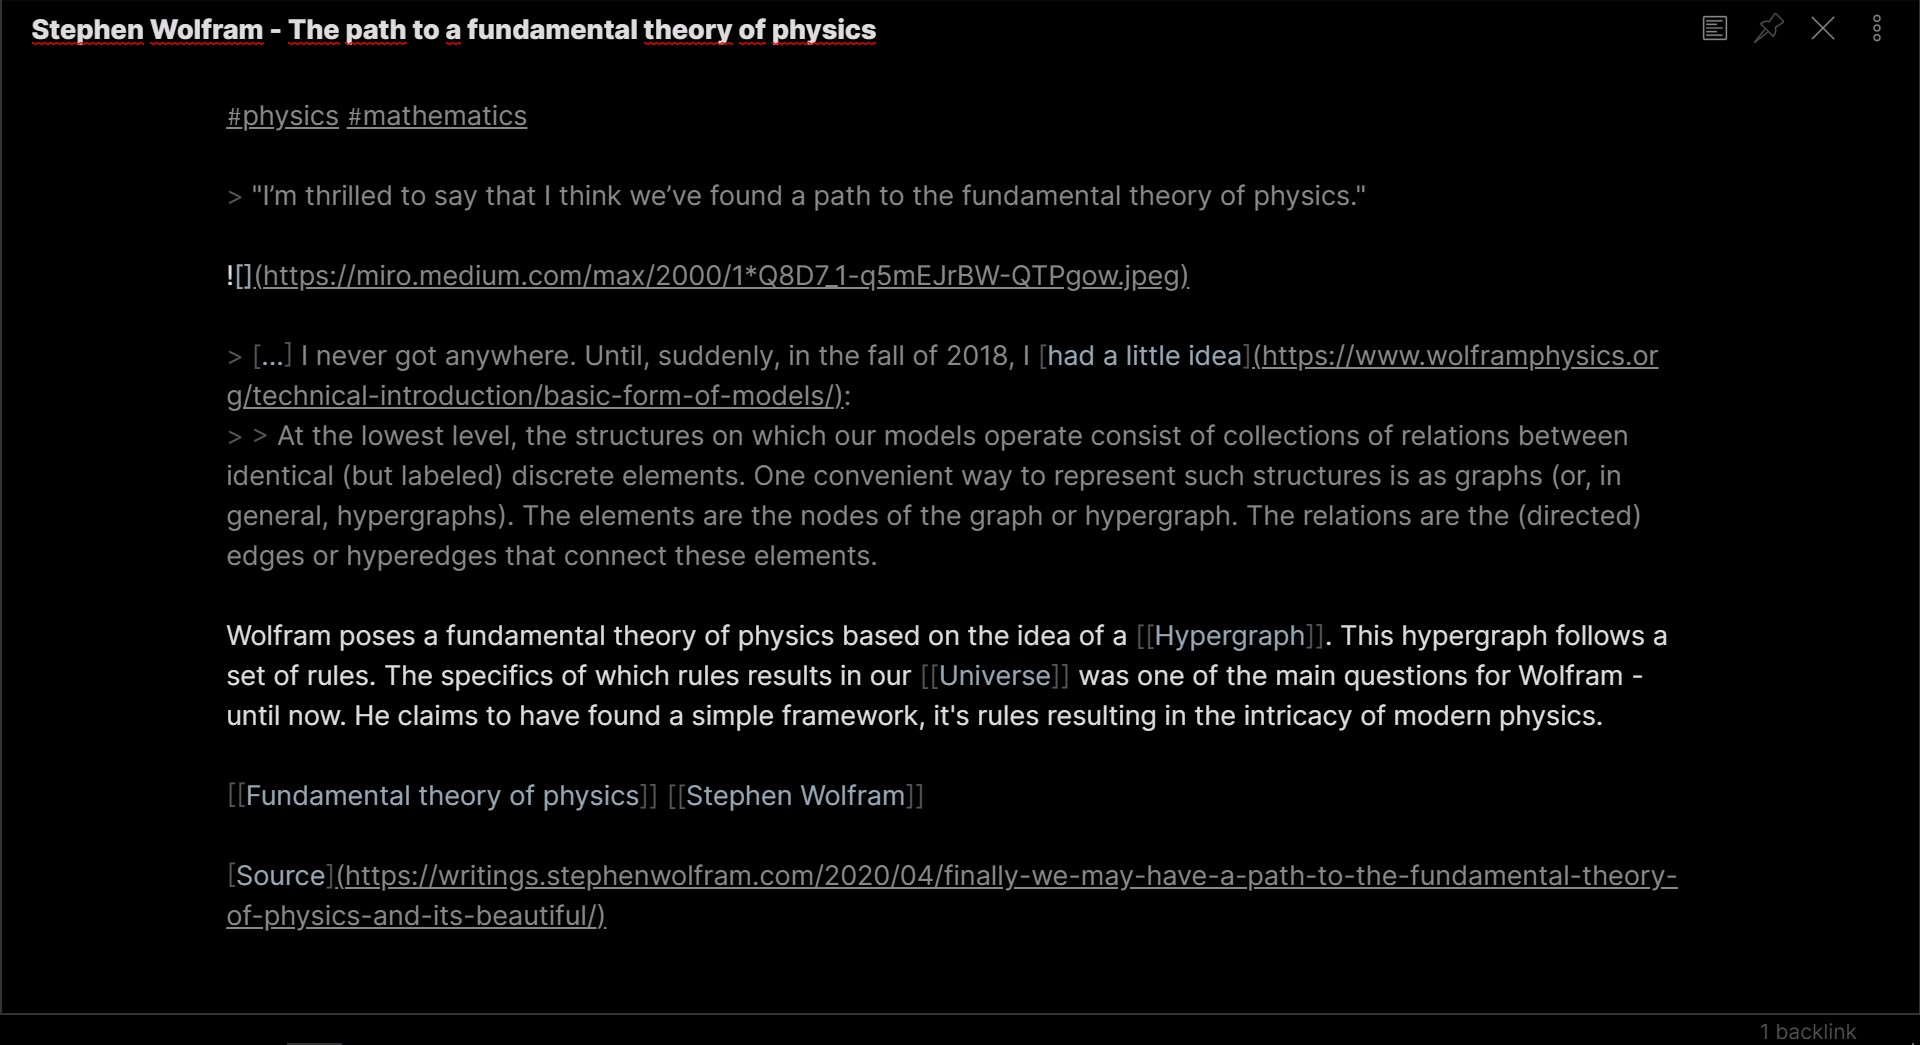 Stephen Wolfram - The path to a fundamental theory of physics
#physics #mathematics
> "I’m thrilled to say that I think we’ve found a path to the fundamental theory of physics."
![](https://miro.medium.com/max/2000/1*Q8D7_1-q5mEJrBW-QTPgow.jpeg)
> [...] I never got anywhere. Until, suddenly, in the fall of 2018, I [had a little idea](https://www.wolframphysics.or
g/technical-introduction/basic-form-of-models/):
> > At the lowest level, the structures on which our models operate consist of collections of relations between
identical (but labeled) discrete elements. One convenient way to represent such structures is as graphs (or, in
general, hypergraphs). The elements are the nodes of the graph or hypergraph. The relations are the (directed)
edges or hyperedges that connect these elements.
Wolfram poses a fundamental theory of physics based on the idea of a [[Hypergraph]]. This hypergraph follows a
set of rules. The specifics of which rules results in our [[Universe]] was one of the main questions for Wolfram -
until now. He claims to have found a simple framework, it's rules resulting in the intricacy of modern physics.
[[Fundamental theory of physics]] [[Stephen Wolfram]]
[Source](https://writings.stephenwolfram.com/2020/04/finally-we-may-have-a-path-to-the-fundamental-theory-
of-physics-and-its-beautiful/)
1 backlink